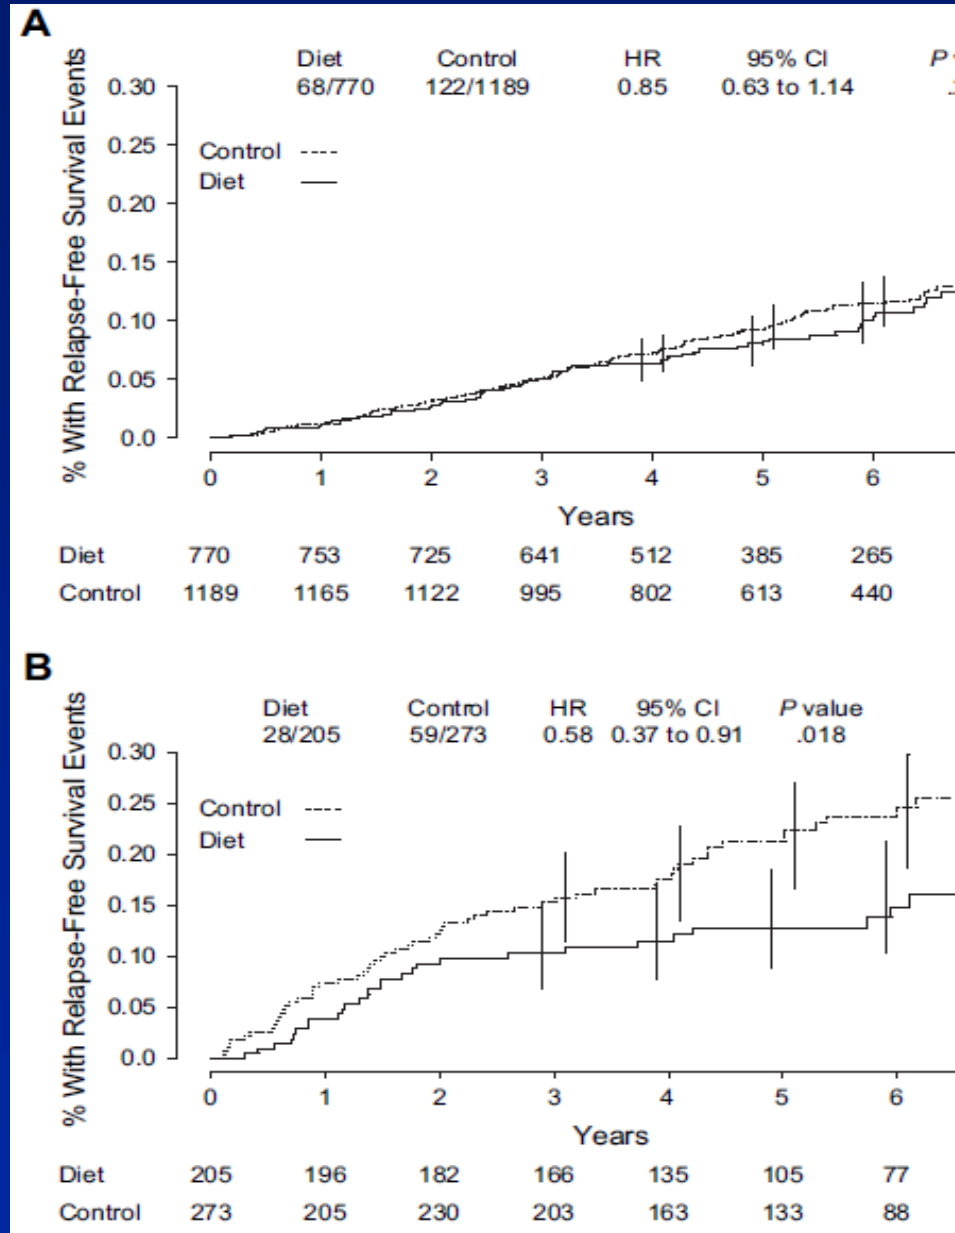 A
Diet Control HR 95% CI P
68/770 122/1189 0.85 0.63 to 1.14
% With Relapse-Free Survival Events
0.30
0.25
0.20
0.15
0.10
0.05
0.0
Control
Diet
0 1 2 3 4 5 6
Years
Diet 770 753 725 641 512 385 265
Control 1189 1165 1122 995 802 613 440
B
Diet Control HR 95% CI P value
28/205 59/273 0.58 0.37 to 0.91 .018
% With Relapse-Free Survival Events
0.30
0.25
0.20
0.15
0.10
0.05
0.0
Control
Diet
0 1 2 3 4 5 6
Years
Diet 205 196 182 166 135 105 77
Control 273 205 230 203 163 133 88